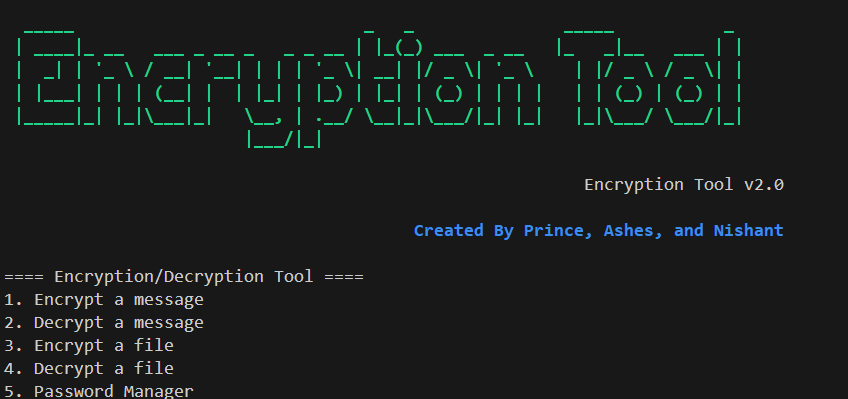 Encryption Tool
Encryption Tool v2.0
Created By Prince, Ashes, and Nishant
==== Encryption/Decryption Tool ====
1. Encrypt a message
2. Decrypt a message
3. Encrypt a file
4. Decrypt a file
5. Password Manager